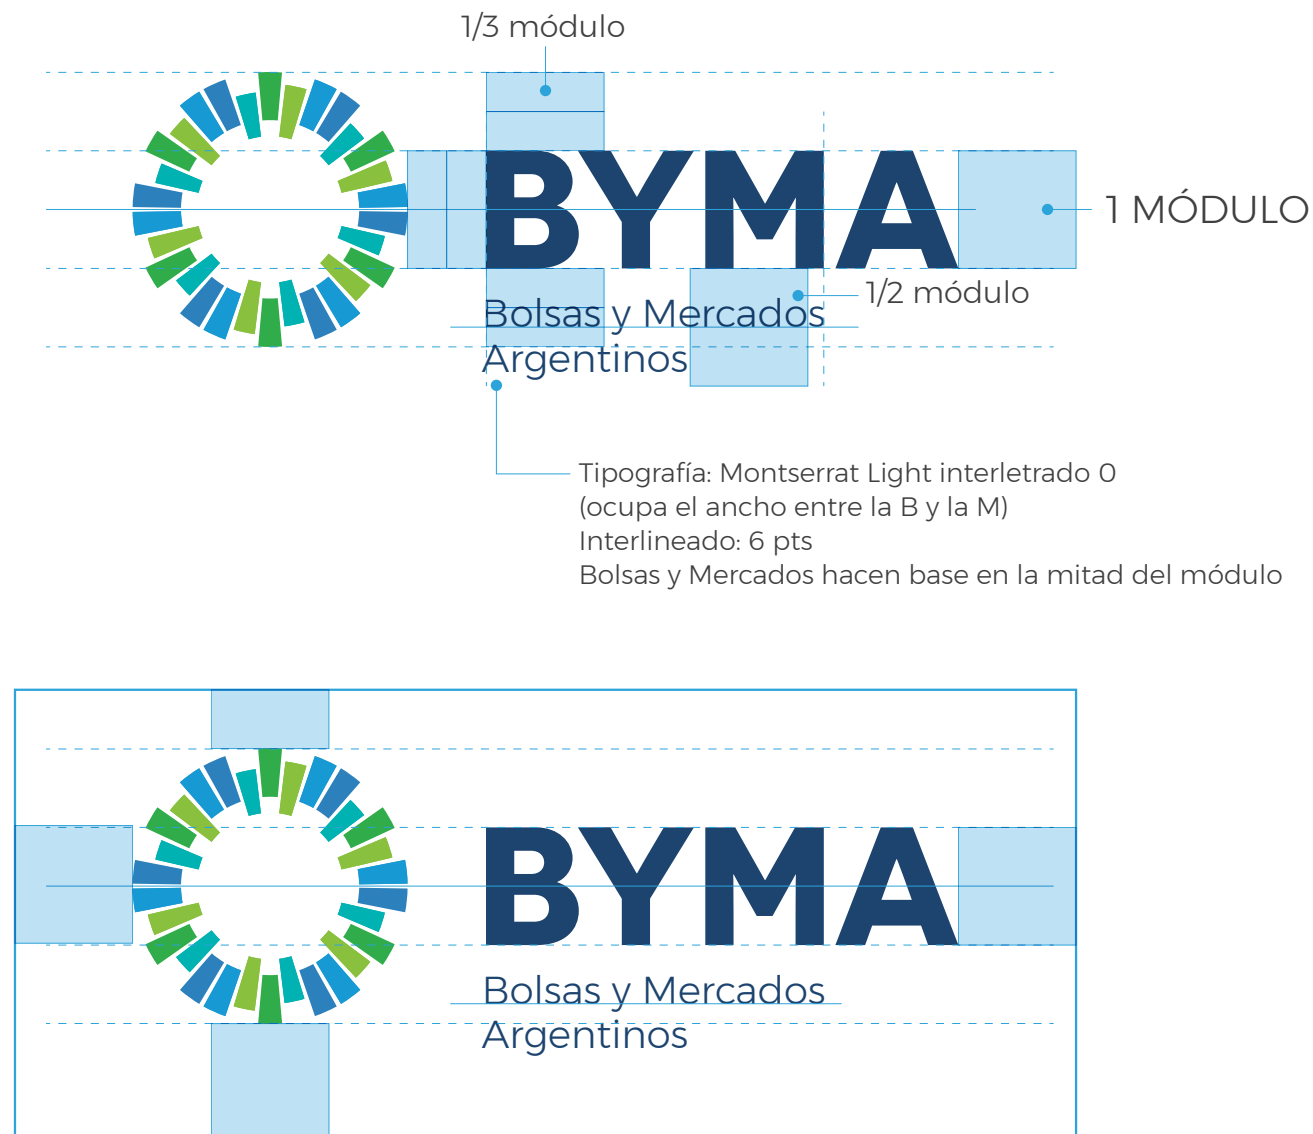 1/3 módulo
BYMA
1 MÓDULO
1/2 módulo
Bolsas y Mercados
Argentinos
Tipografía: Montserrat Light interletrado 0
(ocupa el ancho entre la B y la M)
Interlineado: 6 pts
Bolsas y Mercados hacen base en la mitad del módulo
BYMA
Bolsas y Mercados
Argentinos